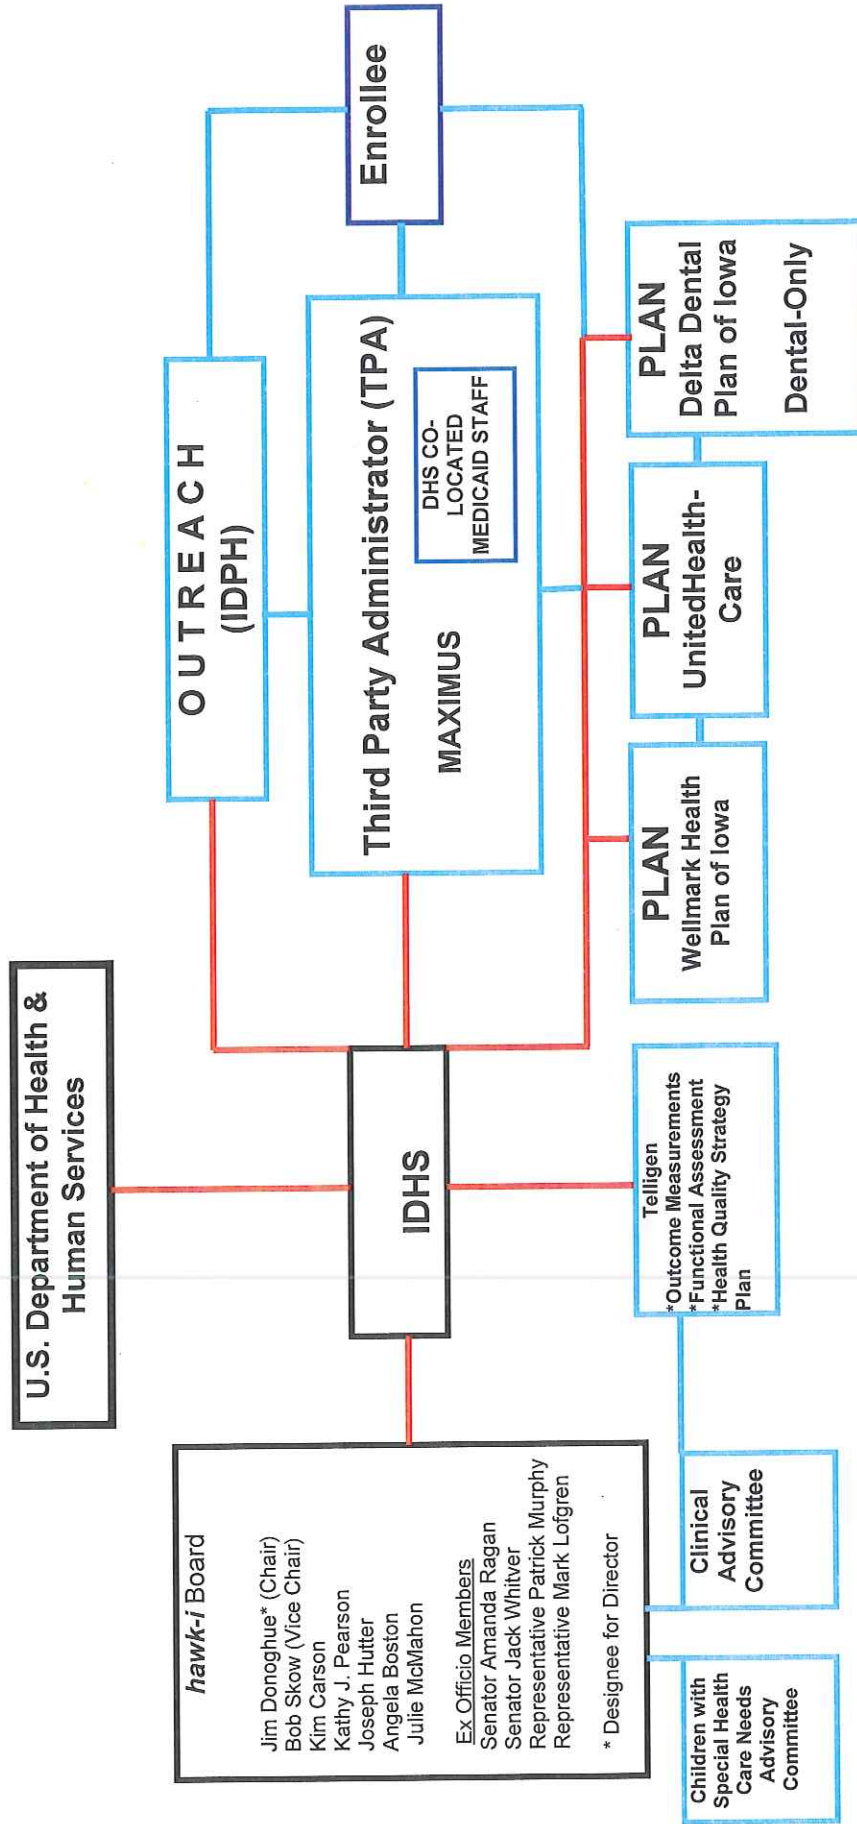 U.S. Department of Health &
Human Services
hawk-i Board
Jim Donoghue* (Chair)
Bob Skow (Vice Chair)
Kim Carson
Kathy J. Pearson
Joseph Hutter
Angela Boston
Julie McMahon
Ex Officio Members
Senator Amanda Ragan
Senator Jack Whitver
Representative Patrick Murphy
Representative Mark Lofgren
* Designee for Director
IDHS
OUTREACH
(IDPH)
Third Party Administrator (TPA)
MAXIMUS
DHS CO-
LOCATED
MEDICAID STAFF
Enrollee
Children with
Special Health
Care Needs
Advisory
Committee
Clinical
Advisory
Committee
Telligen
*Outcome Measurements
*Functional Assessment
*Health Quality Strategy
Plan
PLAN
Wellmark Health
Plan of Iowa
PLAN
UnitedHealth-
Care
PLAN
Delta Dental
Plan of Iowa
Dental-Only